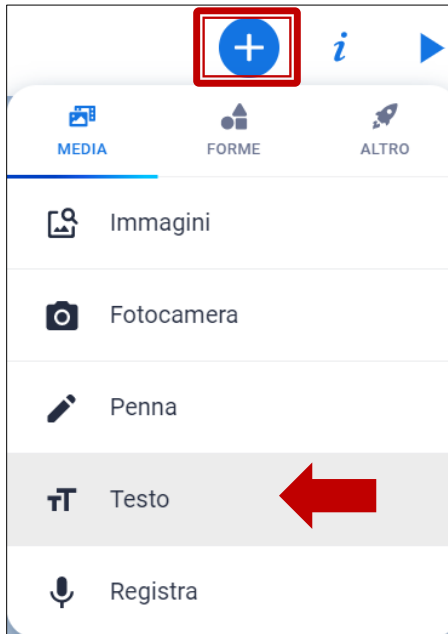 MEDIA FORME ALTRO
Immagini
Fotocamera
Penna
Testo
Registra